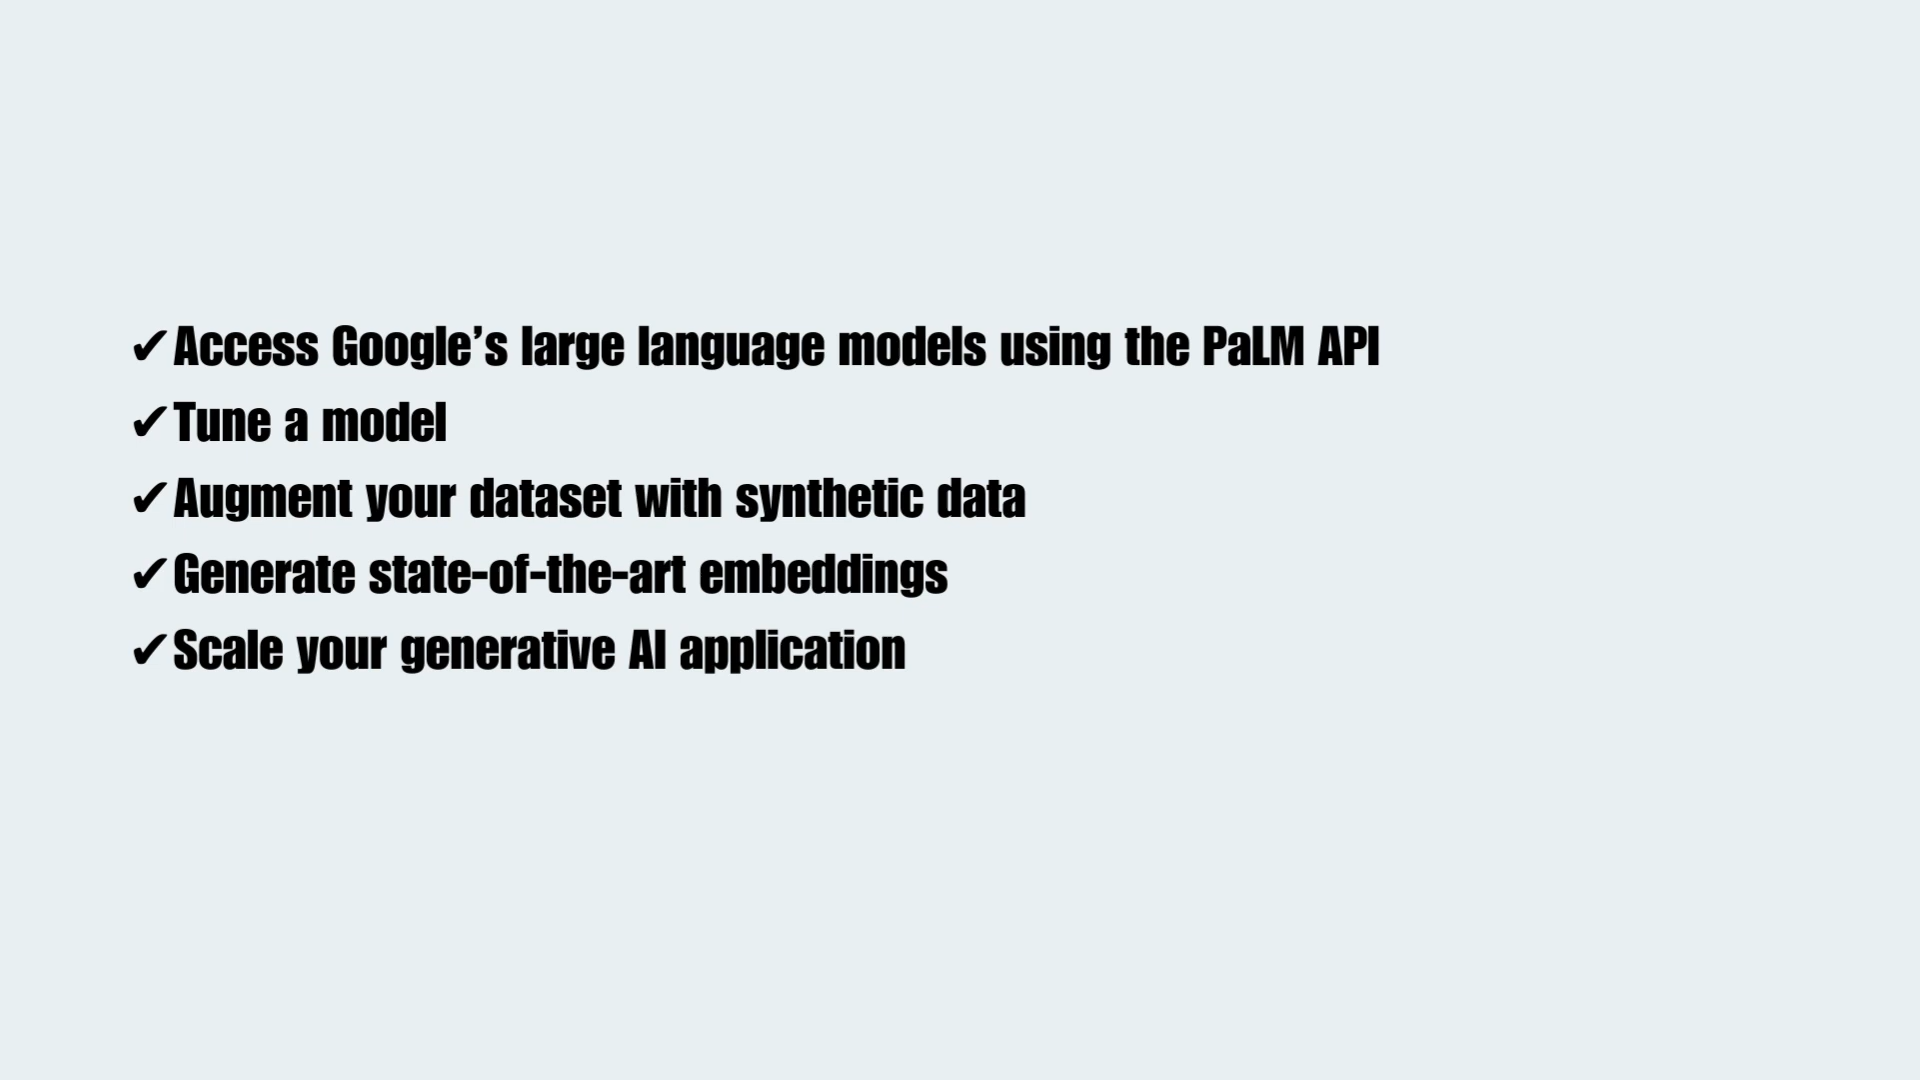 ✔Access Google’s large language models using the PaLM API
✔Tune a model
✔Augment your dataset with synthetic data
✔Generate state-of-the-art embeddings
✔Scale your generative AI application